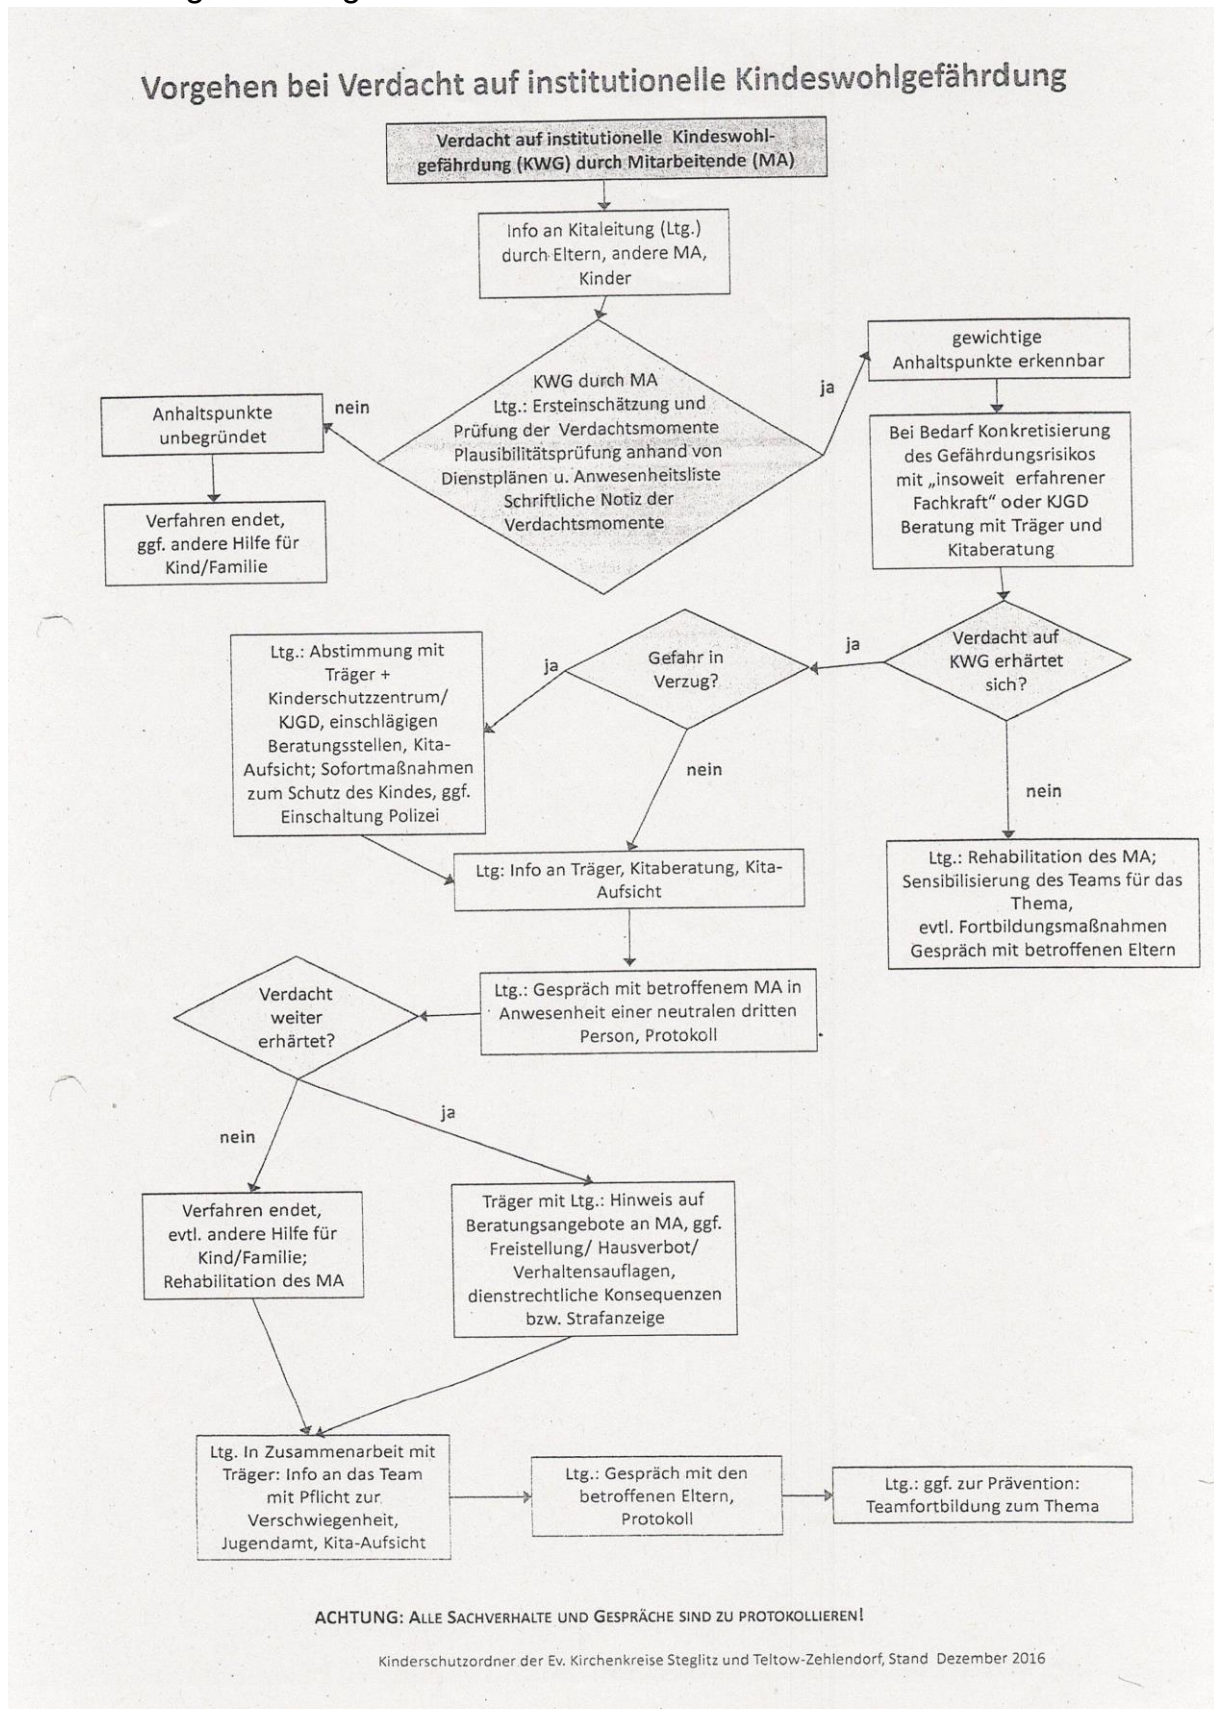 Vorgehen bei Verdacht auf institutionelle Kindeswohlgefährdung
Verdacht auf institutionelle Kindeswohl-
gefährdung (KWG) durch Mitarbeitende (MA)
Info an Kitaleitung (Ltg.)
durch Eltern, andere MA,
Kinder
KWG durch MA
Ltg.: Ersteinschätzung und
Prüfung der Verdachtsmomente
Plausibilitätsprüfung anhand von
Dienstplänen u. Anwesenheitsliste
Schriftliche Notiz der
Verdachtsmomente
nein
Anhaltspunkte
unbegründet
Verfahren endet,
ggf. andere Hilfe für
Kind/Familie
ja
gewichtige
Anhaltspunkte erkennbar
Bei Bedarf Konkretisierung
des Gefährdungsrisikos
mit „insoweit erfahrener
Fachkraft“ oder KJGD
Beratung mit Träger und
Kitaberatung
Verdacht auf
KWG erhärtet
sich?
ja
Gefahr in
Verzug?
ja
Ltg.: Abstimmung mit
Träger +
Kinderschutzzentrum/
KJGD, einschlägigen
Beratungsstellen, Kita-
Aufsicht; Sofortmaßnahmen
zum Schutz des Kindes, ggf.
Einschaltung Polizei
nein
nein
Ltg.: Rehabilitation des MA;
Sensibilisierung des Teams für das
Thema,
evtl. Fortbildungsmaßnahmen
Gespräch mit betroffenen Eltern
Ltg: Info an Träger, Kitaberatung, Kita-
Aufsicht
Ltg.: Gespräch mit betroffenem MA in
Anwesenheit einer neutralen dritten
Person, Protokoll
Verdacht
weiter
erhärtet?
nein
ja
Verfahren endet,
evtl. andere Hilfe für
Kind/Familie;
Rehabilitation des MA
Träger mit Ltg.: Hinweis auf
Beratungsangebote an MA, ggf.
Freistellung/ Hausverbot/
Verhaltensauflagen,
dienstrechtliche Konsequenzen
bzw. Strafanzeige
Ltg. In Zusammenarbeit mit
Träger: Info an das Team
mit Pflicht zur
Verschwiegenheit,
Jugendamt, Kita-Aufsicht
Ltg.: Gespräch mit den
betroffenen Eltern,
Protokoll
Ltg.: ggf. zur Prävention:
Teamfortbildung zum Thema
ACHTUNG: ALLE SACHVERHALTE UND GESPRÄCHE SIND ZU PROTOKOLLIEREN!
Kinderschutzordner der Ev. Kirchenkreise Steglitz und Teltow-Zehlendorf, Stand Dezember 2016